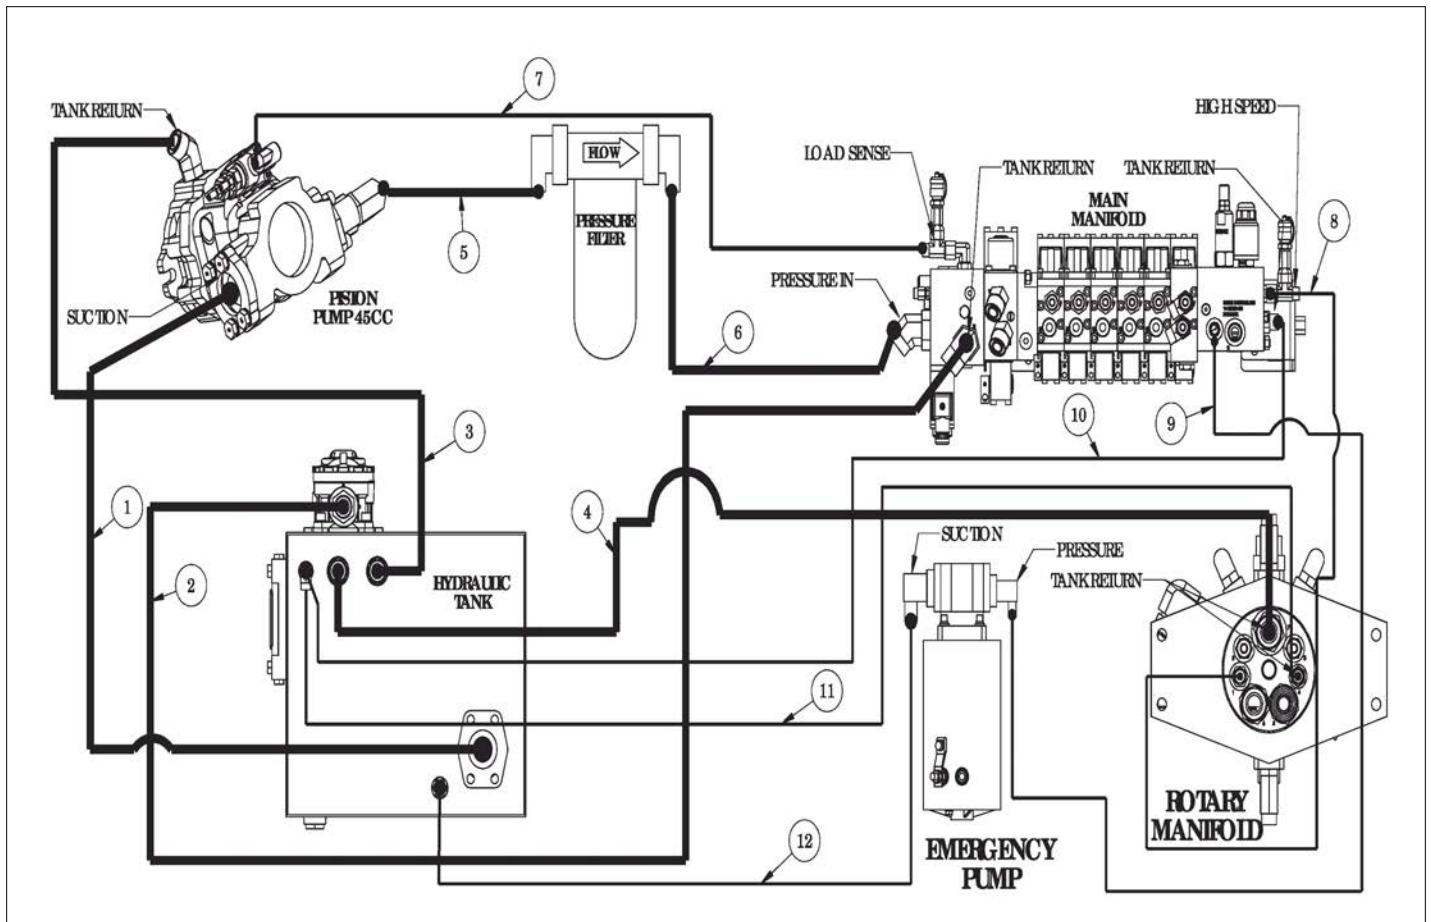 7
TANK RETURN
HIGH SPEED
FLOW
LOAD SENSE
TANK RETURN
TANK RETURN
MAIN
MANIFOLD
8
PRESSURE
FILTER
5
PRESSURE IN
SUCTION
PISION
PUMP 45CC
6
10
9
3
1
4
2
SUCTION
PRESSURE
HYDRAULIC
TANK
TANK RETURN
11
ROTARY
MANIFOLD
12
EMERGENCY
PUMP